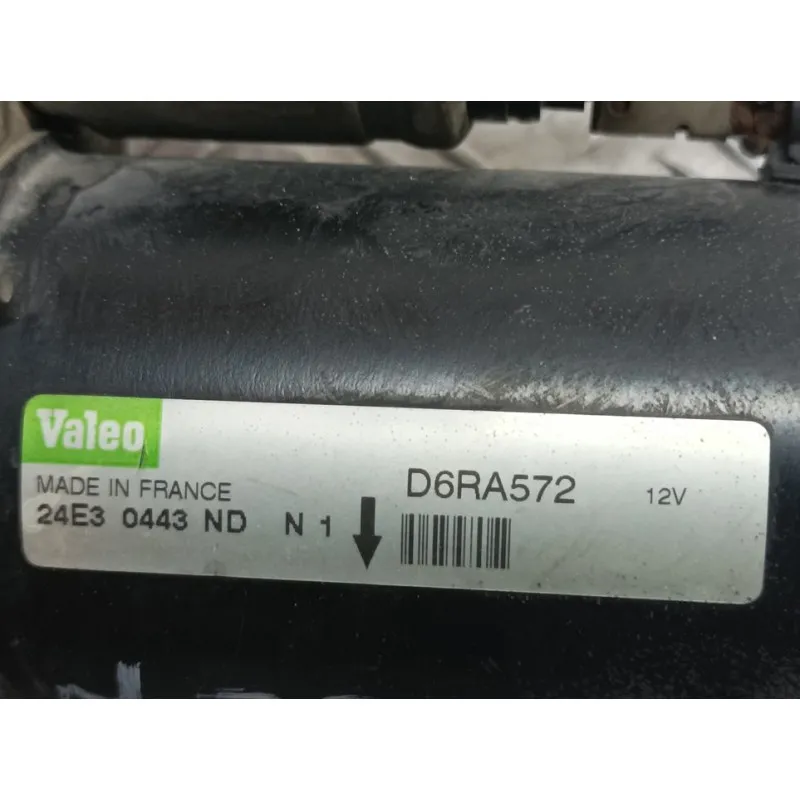 Valeo
MADE IN FRANCE
24E3 0443 ND N 1
D6RA572 12V